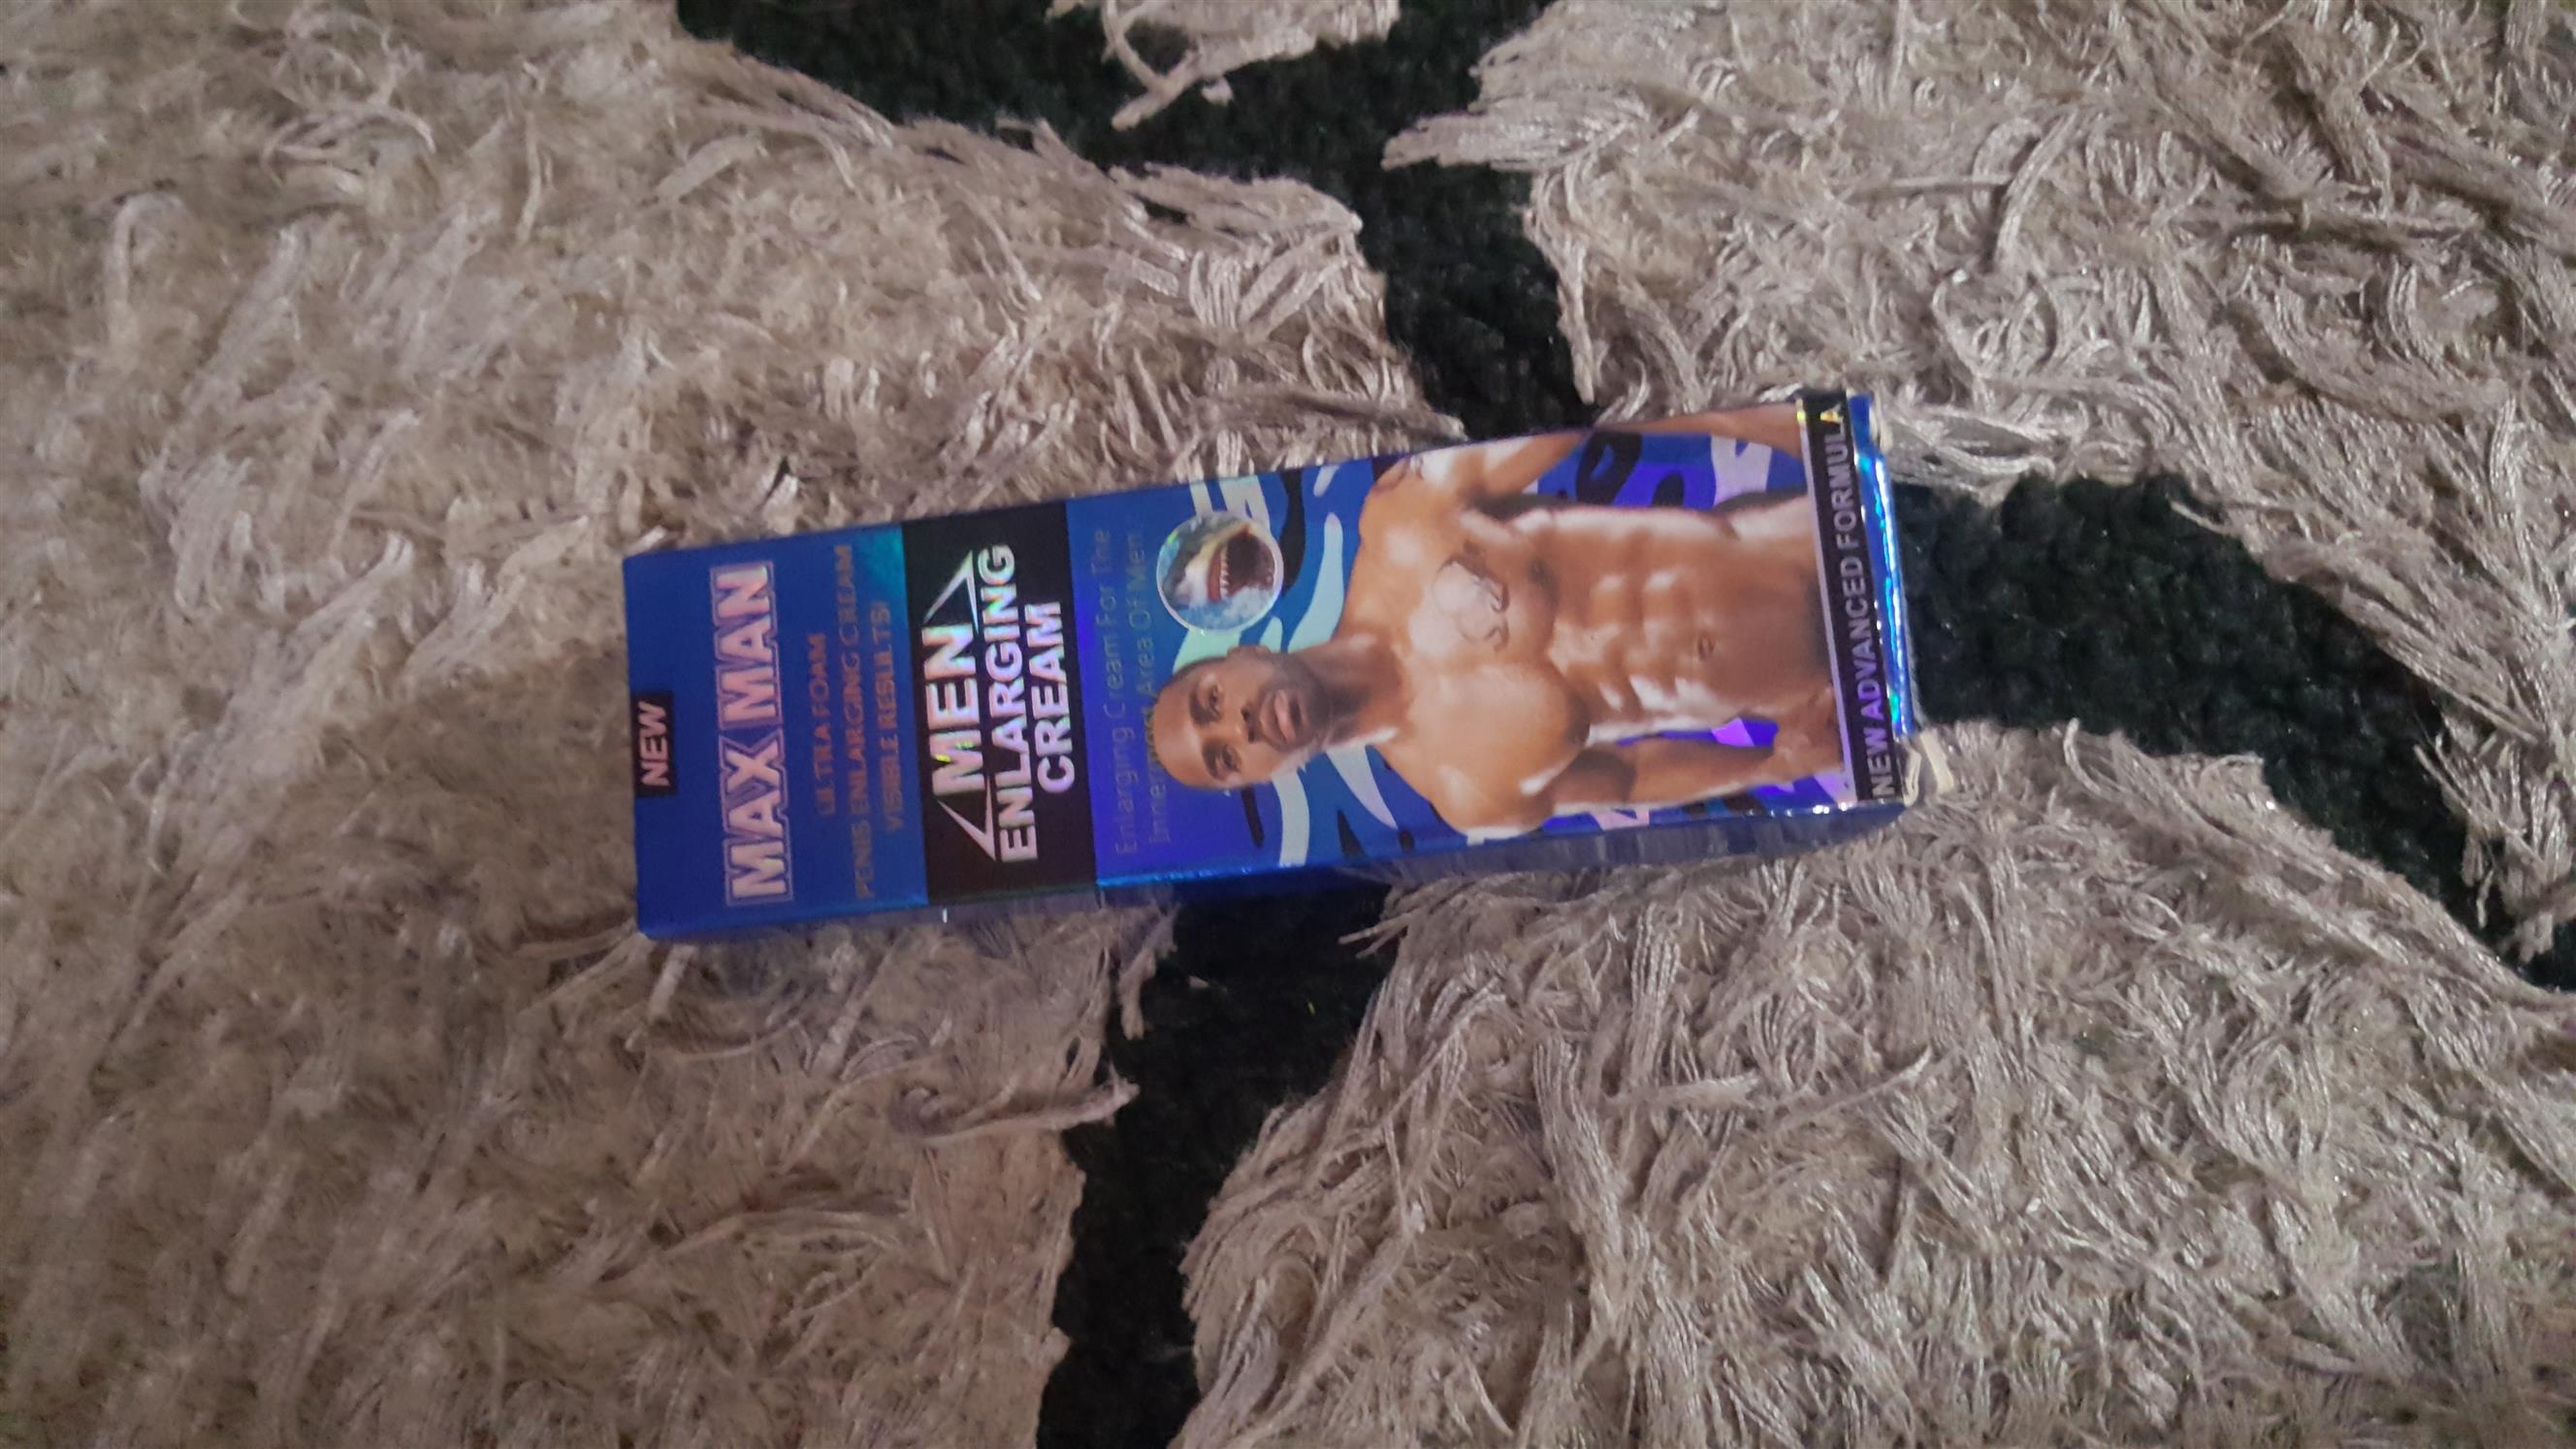 NEW
MAX MAN
ULTRA FOAM
PENIS ENLARGING CREAM
VISIBLE RESULTS!
MEN
ENLARGING
CREAM
Enlarging Cream For The
Innermost Area Of Men
NEW ADVANCED FORMULA